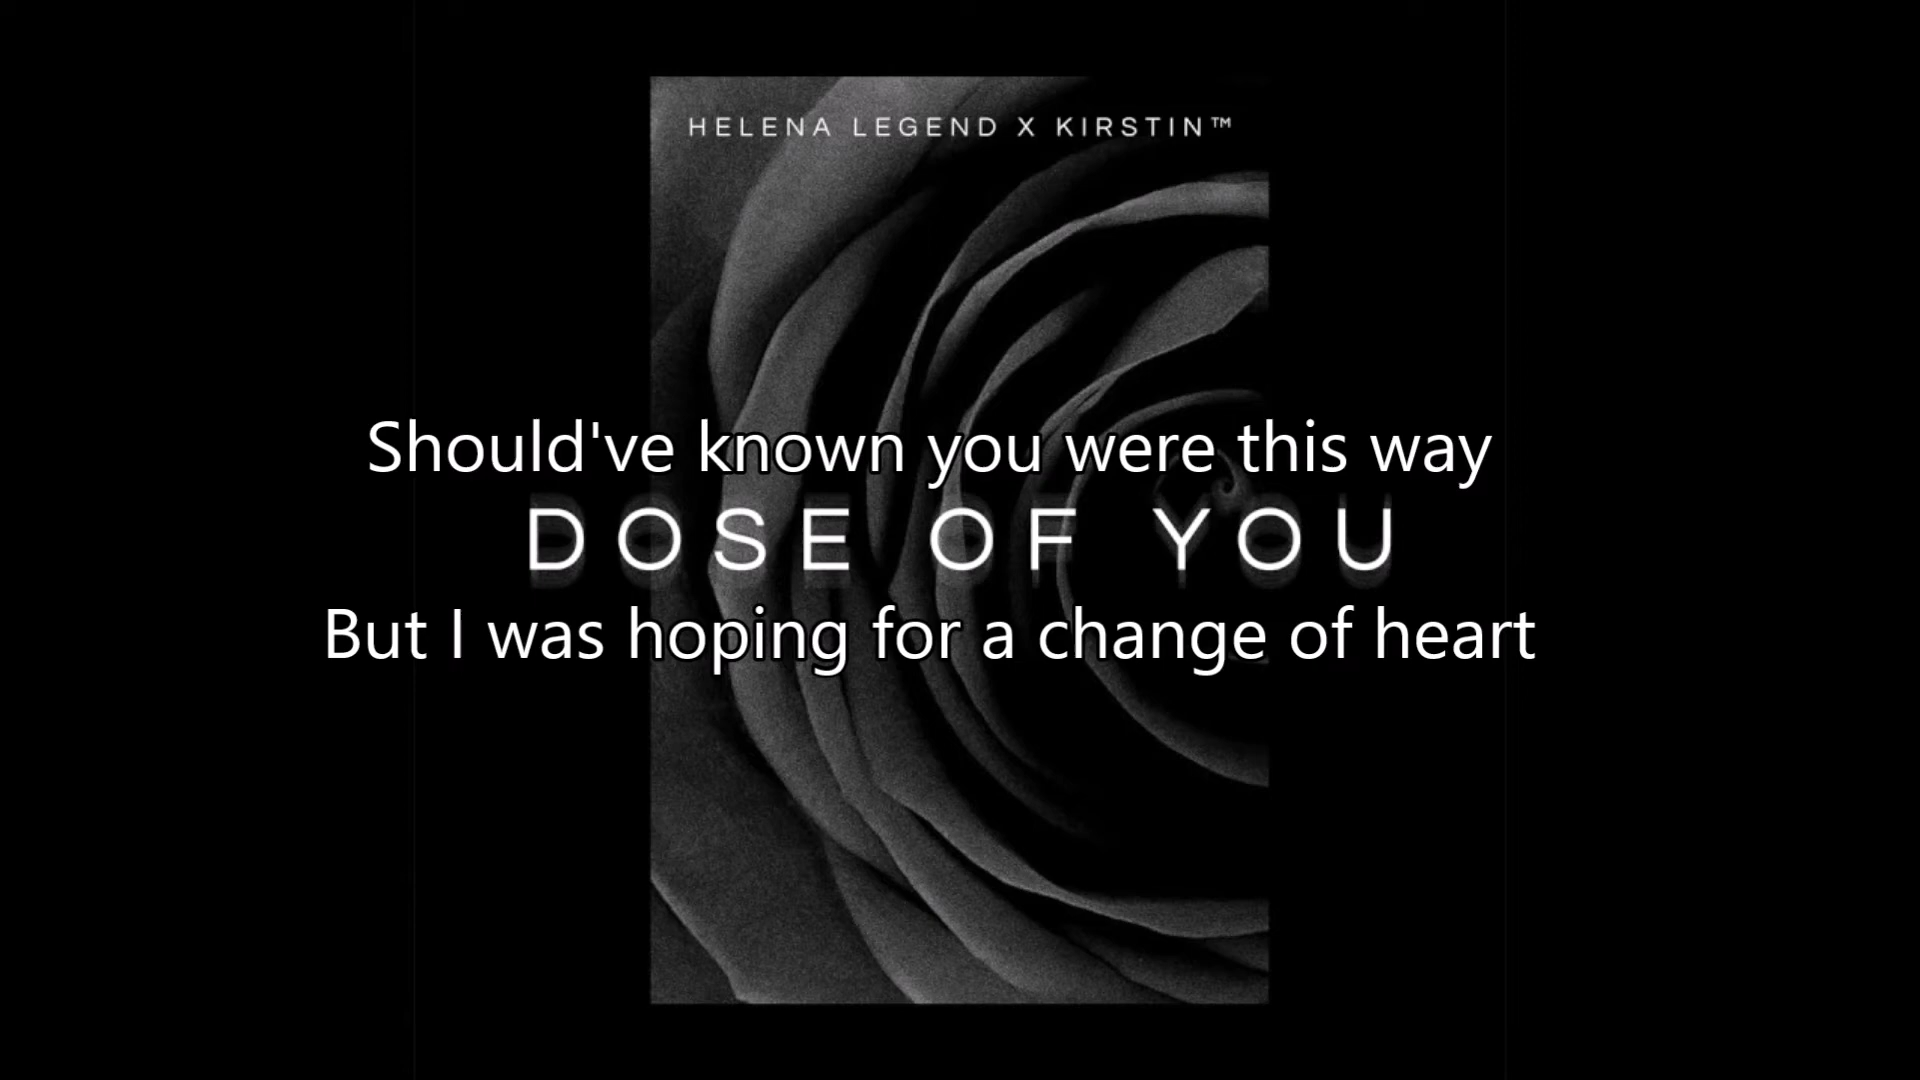 HELENA LEGEND X KIRSTIN™
Should've known you were this way
DOSE OF YOU
But I was hoping for a change of heart